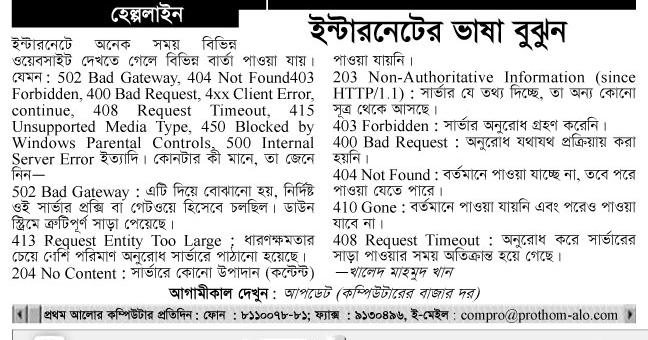 হেল্পলাইন
ইন্টারনেটের ভাষা বুঝুন
ইন্টারনেটে অনেক সময় বিভিন্ন
ওয়েবসাইট দেখতে গেলে বিভিন্ন বার্তা পাওয়া যায়।
যেমন : 502 Bad Gateway, 404 Not Found403
Forbidden, 400 Bad Request, 4xx Client Error,
continue, 408 Request Timeout, 415
Unsupported Media Type, 450 Blocked by
Windows Parental Controls, 500 Internal
Server Error ইত্যাদি। কোনটার কী মানে, তা জেনে
নিন—
502 Bad Gateway : এটি দিয়ে বোঝানো হয়, নির্দিষ্ট
ওই সার্ভার প্রক্সি বা গেটওয়ে হিসেবে চলছিল। ডাউন
স্ট্রিমে ত্রুটিপূর্ণ সাড়া পেয়েছে।
413 Request Entity Too Large : ধারণক্ষমতার
চেয়ে বেশি পরিমাণ অনুরোধ সার্ভারে পাঠানো হয়েছে।
204 No Content : সার্ভারে কোনো উপাদান (কন্টেন্ট)
পাওয়া যায়নি।
203 Non-Authoritative Information (since
HTTP/1.1) : সার্ভার যে তথ্য দিচ্ছে, তা অন্য কোনো
সূত্র থেকে আসছে।
403 Forbidden : সার্ভার অনুরোধ গ্রহণ করেনি।
400 Bad Request : অনুরোধ যথাযথ প্রক্রিয়ায় করা
হয়নি।
404 Not Found : বর্তমানে পাওয়া যাচ্ছে না, তবে পরে
পাওয়া যেতে পারে।
410 Gone : বর্তমানে পাওয়া যায়নি এবং পরেও পাওয়া
যাবে না।
408 Request Timeout : অনুরোধ করে সার্ভারের
সাড়া পাওয়ার সময় অতিক্রান্ত হয়ে গেছে।
—খালেদ মাহমুদ খান
আগামীকাল দেখুন : আপডেট (কম্পিউটারের বাজার দর)
প্রথম আলোর কম্পিউটার প্রতিদিন : ফোন : ৮১১০০৭৮-৮১; ফ্যাক্স : ৯১৩০৪৯৬, ই-মেইল : compro@prothom-alo.com